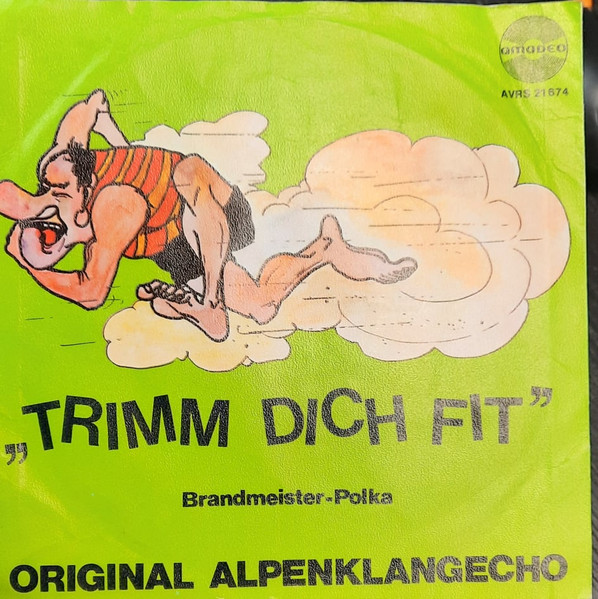 amadeo
AVRS 21674
„TRIMM DICH FIT”
Brandmeister-Polka
ORIGINAL ALPENKLANGECHO